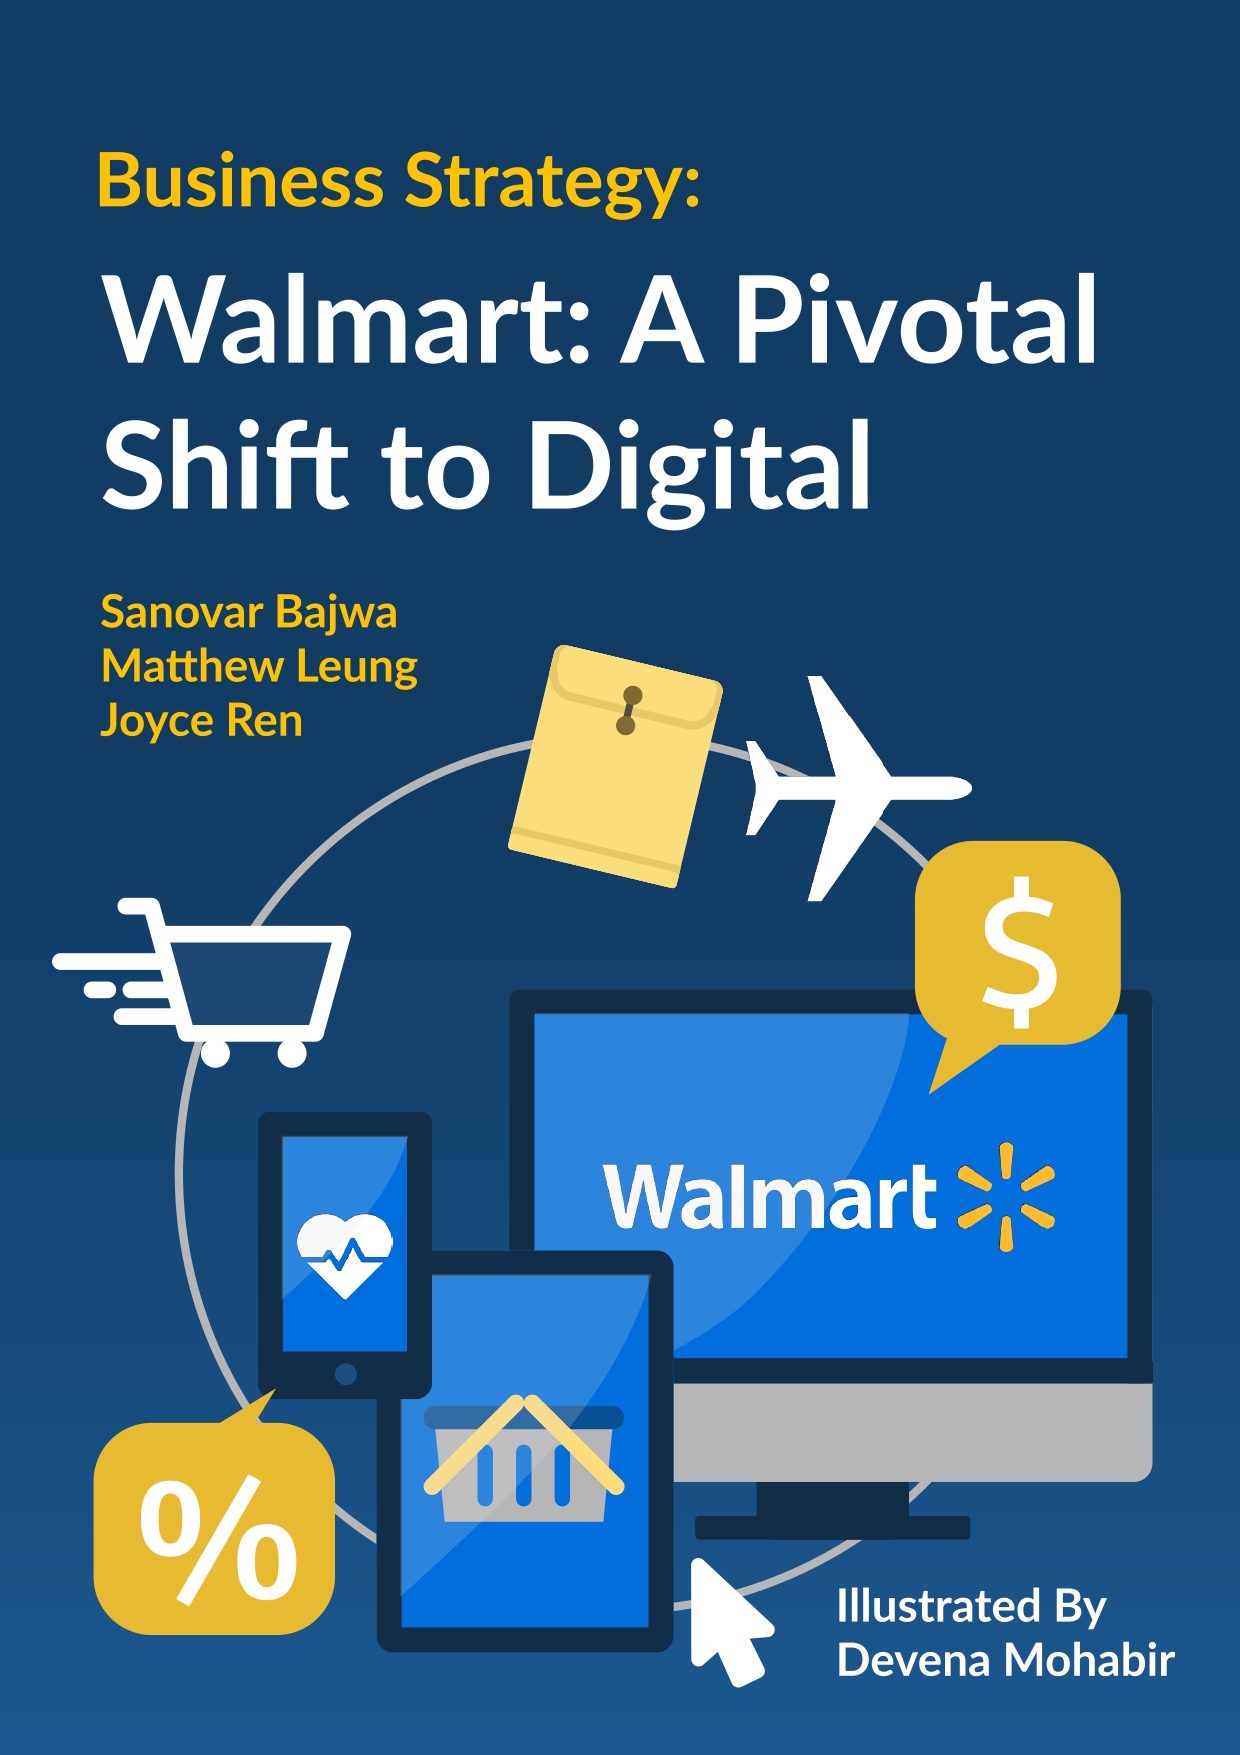 Business Strategy:
Walmart: A Pivotal
Shift to Digital
Sanovar Bajwa
Matthew Leung
Joyce Ren
$
Walmart
%
Illustrated By
Devena Mohabir